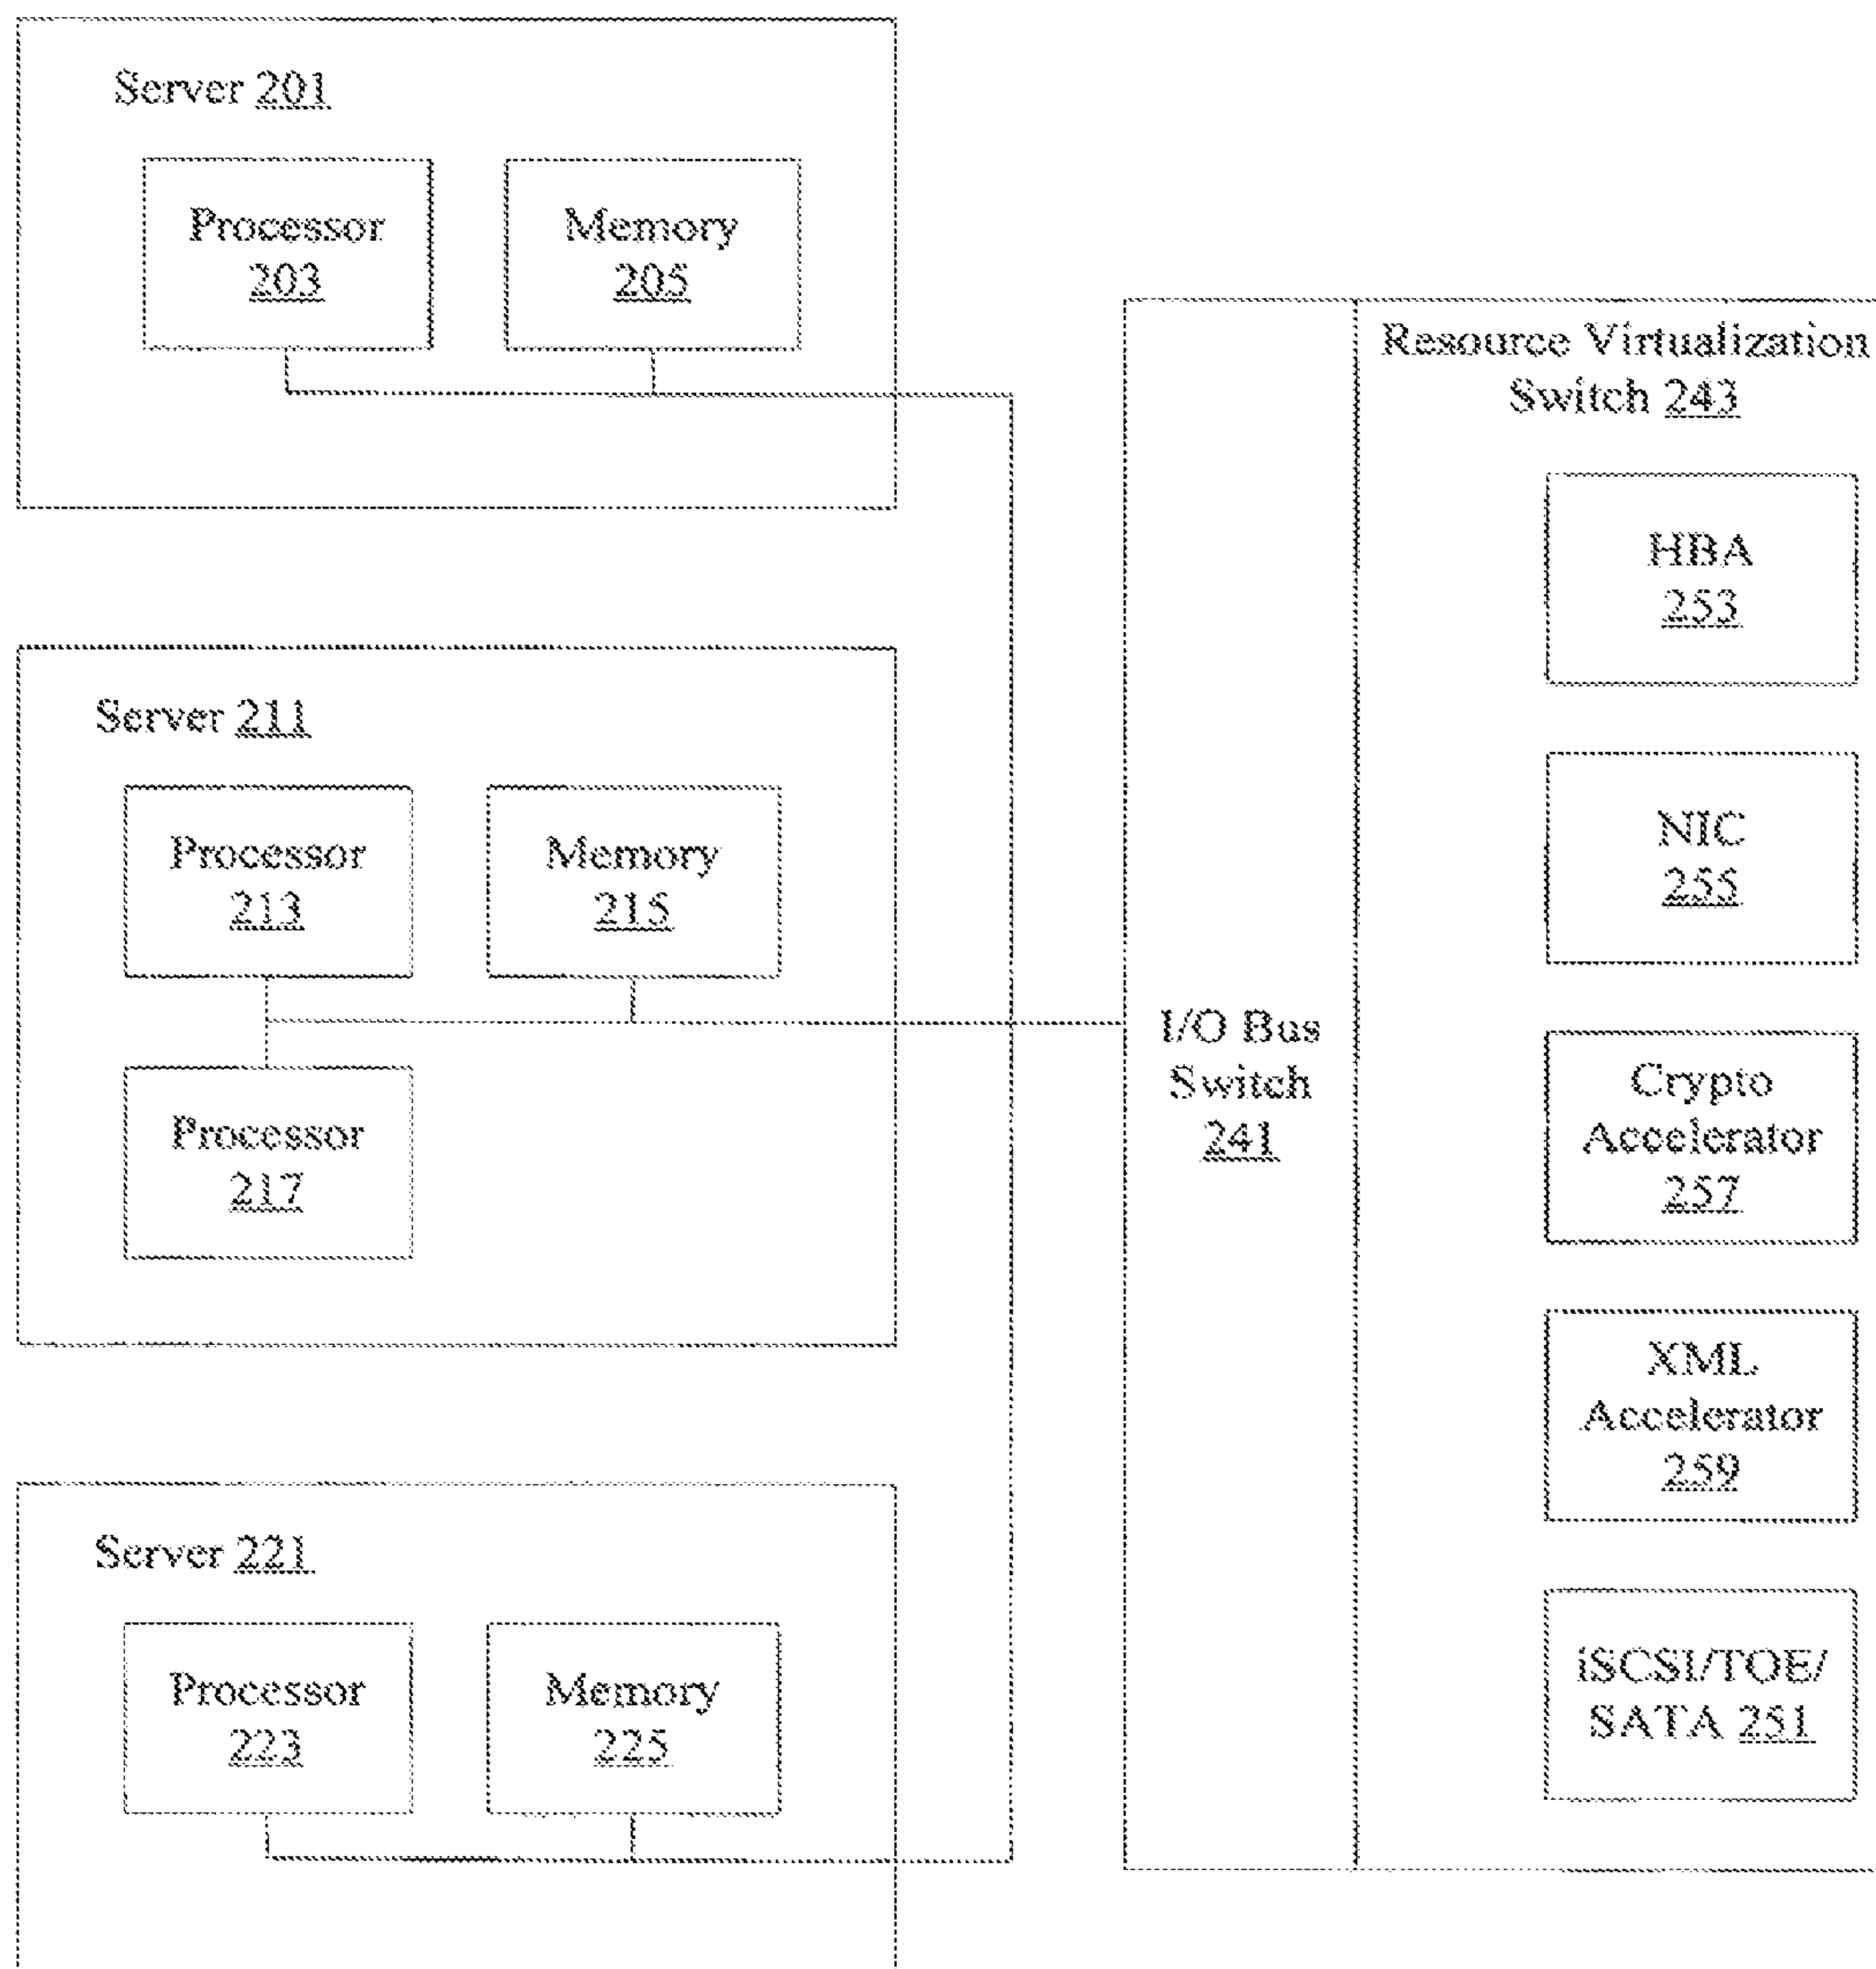 Server 201
Processor
203
Memory
205
Server 211
Processor
213
Memory
215
Processor
217
Server 221
Processor
223
Memory
225
I/O Bus
Switch
241
Resource Virtualization
Switch 243
HBA
253
NIC
255
Crypto
Accelerator
257
XML
Accelerator
259
iSCSI/TOE/
SATA 251